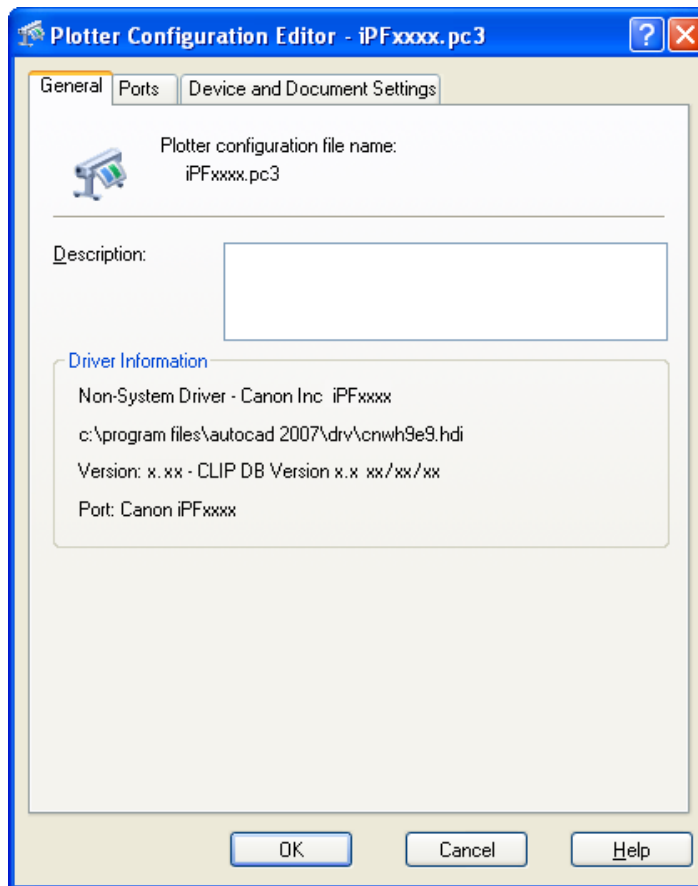 Plotter Configuration Editor - iPFxxxx.pc3
General
Ports
Device and Document Settings
Plotter configuration file name:
iPFxxxx.pc3
Description:
Driver Information
Non-System Driver - Canon Inc iPFxxxx
c:\program files\autocad 2007\drv\cnwh9e9.hdi
Version: x.xx - CLIP DB Version x.x xx/xx/xx
Port: Canon iPFxxxx
OK
Cancel
Help